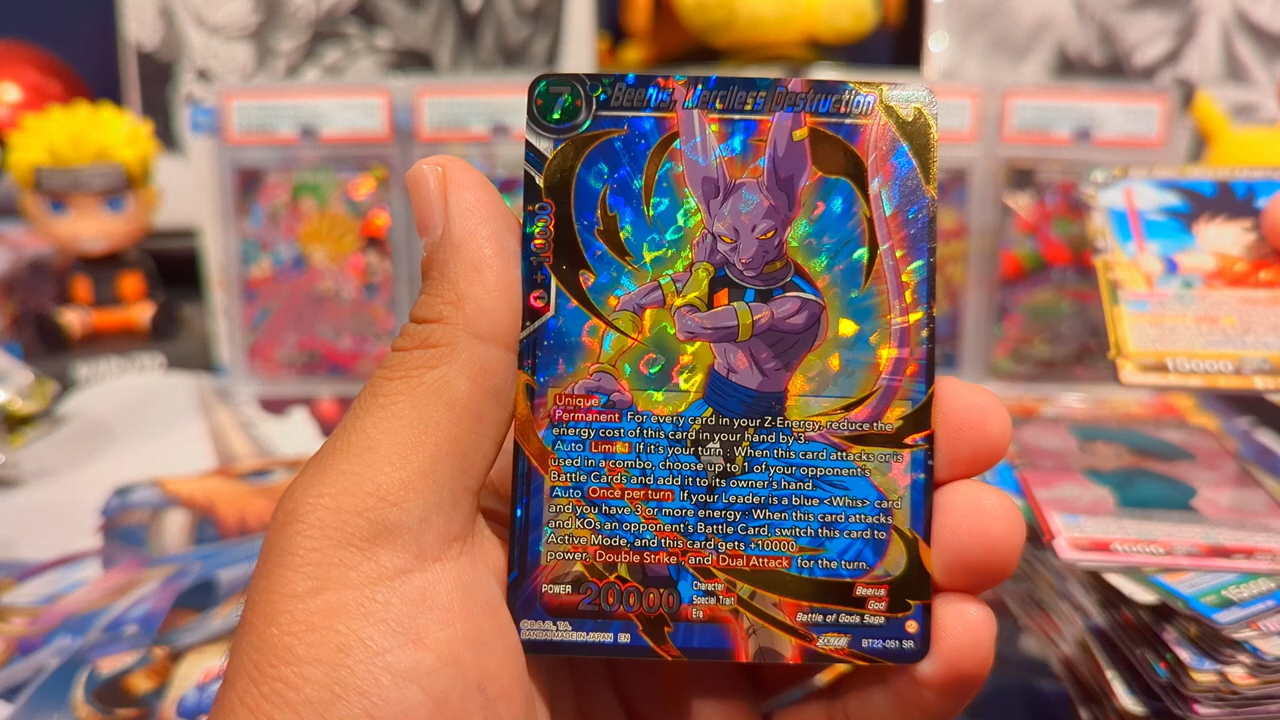 7
Beerus, Merciless Destruction
+10000
Unique
Permanent For every card in your Z-Energy, reduce the
energy cost of this card in your hand by 3.
Auto Limit 1 If it's your turn : When this card attacks or is
used in a combo, choose up to 1 of your opponent's
Battle Cards and add it to its owner's hand.
Auto Once per turn If your Leader is a blue <Whis> card
and you have 3 or more energy : When this card attacks
and KOs an opponent's Battle Card, switch this card to
Active Mode, and this card gets +10000
power, Double Strike, and Dual Attack for the turn.
POWER 20000
Character Beerus
Special Trait God
Era Battle of Gods Saga
©B.S./S., T.A.
BANDAI MADE IN JAPAN EN
BT22-051 SR
15000
4000